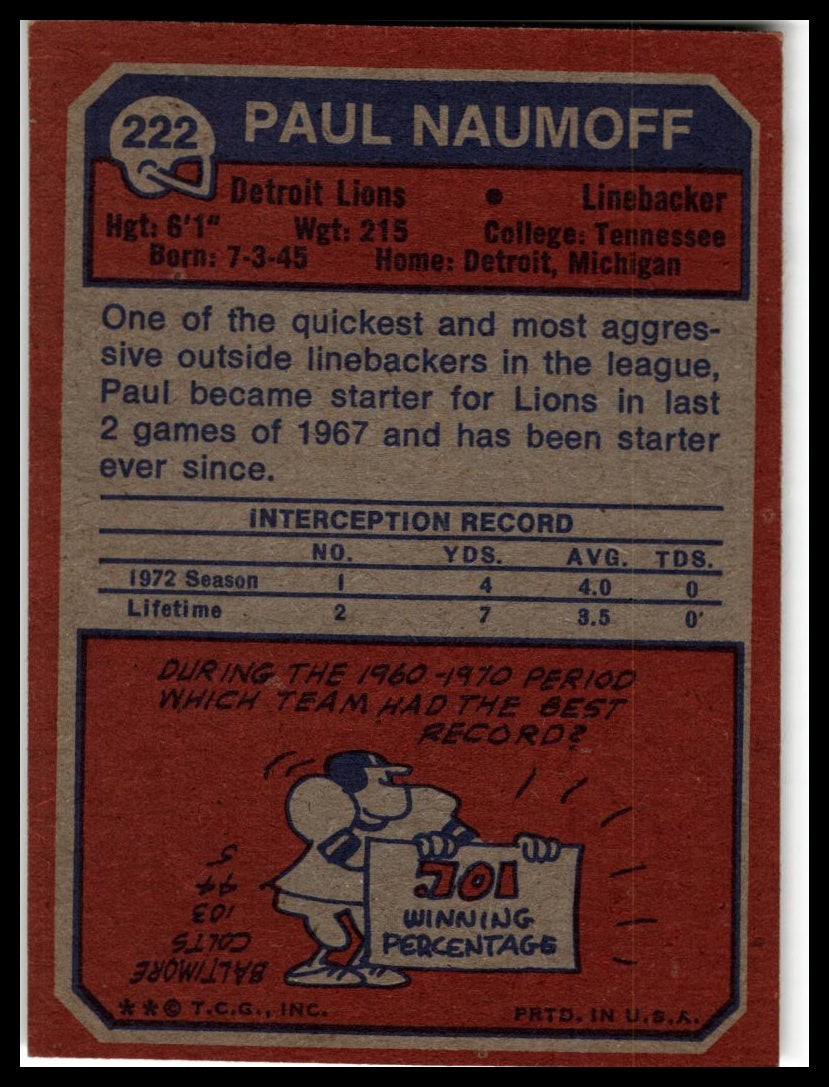 222
PAUL NAUMOFF
Detroit Lions • Linebacker
Hgt: 6'1" Wgt: 215 College: Tennessee
Born: 7-3-45 Home: Detroit, Michigan
One of the quickest and most aggres-
sive outside linebackers in the league,
Paul became starter for Lions in last
2 games of 1967 and has been starter
ever since.
INTERCEPTION RECORD
NO. YDS. AVG. TDS.
1972 Season 1 4 4.0 0
Lifetime 2 7 3.5 0
DURING THE 1960-1970 PERIOD
WHICH TEAM HAD THE BEST
RECORD?
.701
WINNING
PERCENTAGE
BALTIMORE
COLTS
103
44
5
**© T.C.G., INC. PRTD. IN U.S.A.